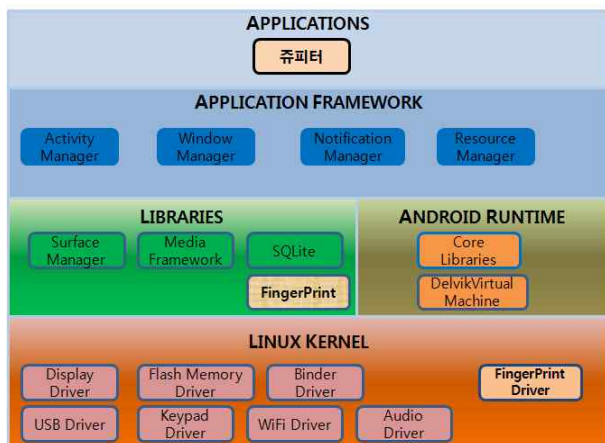 APPLICATIONS
쥬피터
APPLICATION FRAMEWORK
Activity
Manager
Window
Manager
Notification
Manager
Resource
Manager
LIBRARIES
Surface
Manager
Media
Framework
SQLite
FingerPrint
ANDROID RUNTIME
Core
Libraries
DelvikVirtual
Machine
LINUX KERNEL
Display
Driver
Flash Memory
Driver
Binder
Driver
FingerPrint
Driver
USB Driver
Keypad
Driver
WiFi Driver
Audio
Driver